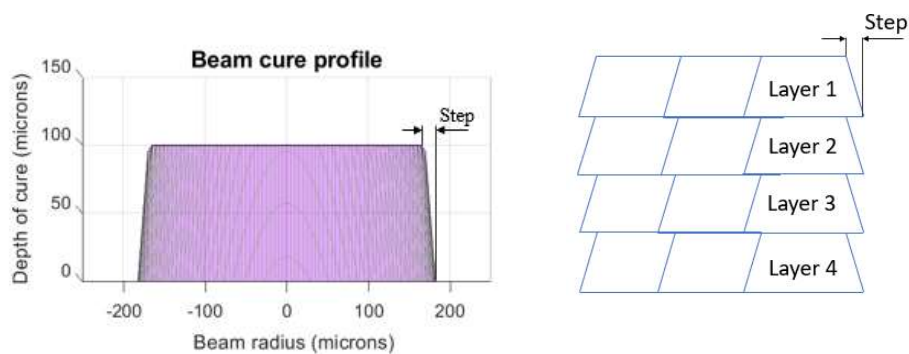 Beam cure profile
Depth of cure (microns)
150
100
50
0
Step
-200 -100 0 100 200
Beam radius (microns)
Step
Layer 1
Layer 2
Layer 3
Layer 4